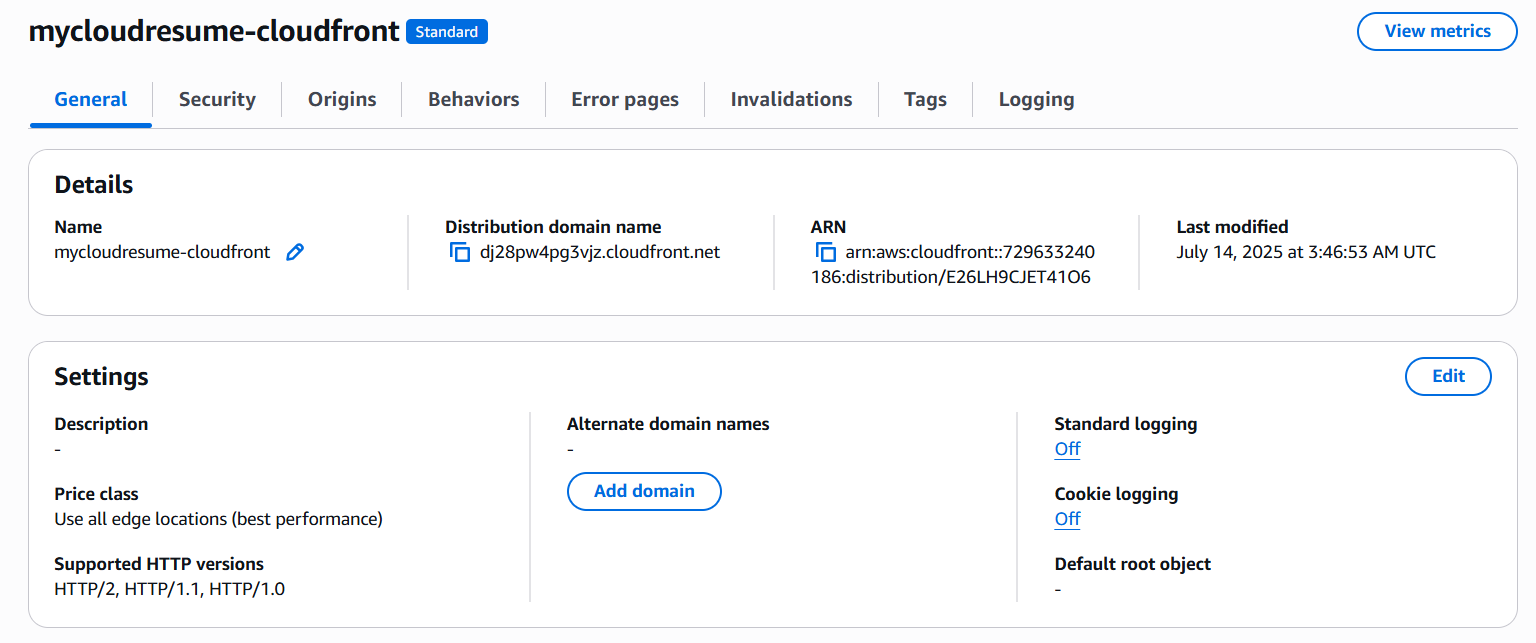 mycloudresume-cloudfront Standard View metrics
General Security Origins Behaviors Error pages Invalidations Tags Logging
Details
Name
mycloudresume-cloudfront
Distribution domain name
dj28pw4pg3vjz.cloudfront.net
ARN
arn:aws:cloudfront::729633240
186:distribution/E26LH9CJET41O6
Last modified
July 14, 2025 at 3:46:53 AM UTC
Settings
Edit
Description
-
Price class
Use all edge locations (best performance)
Supported HTTP versions
HTTP/2, HTTP/1.1, HTTP/1.0
Alternate domain names
-
Add domain
Standard logging
Off
Cookie logging
Off
Default root object
-